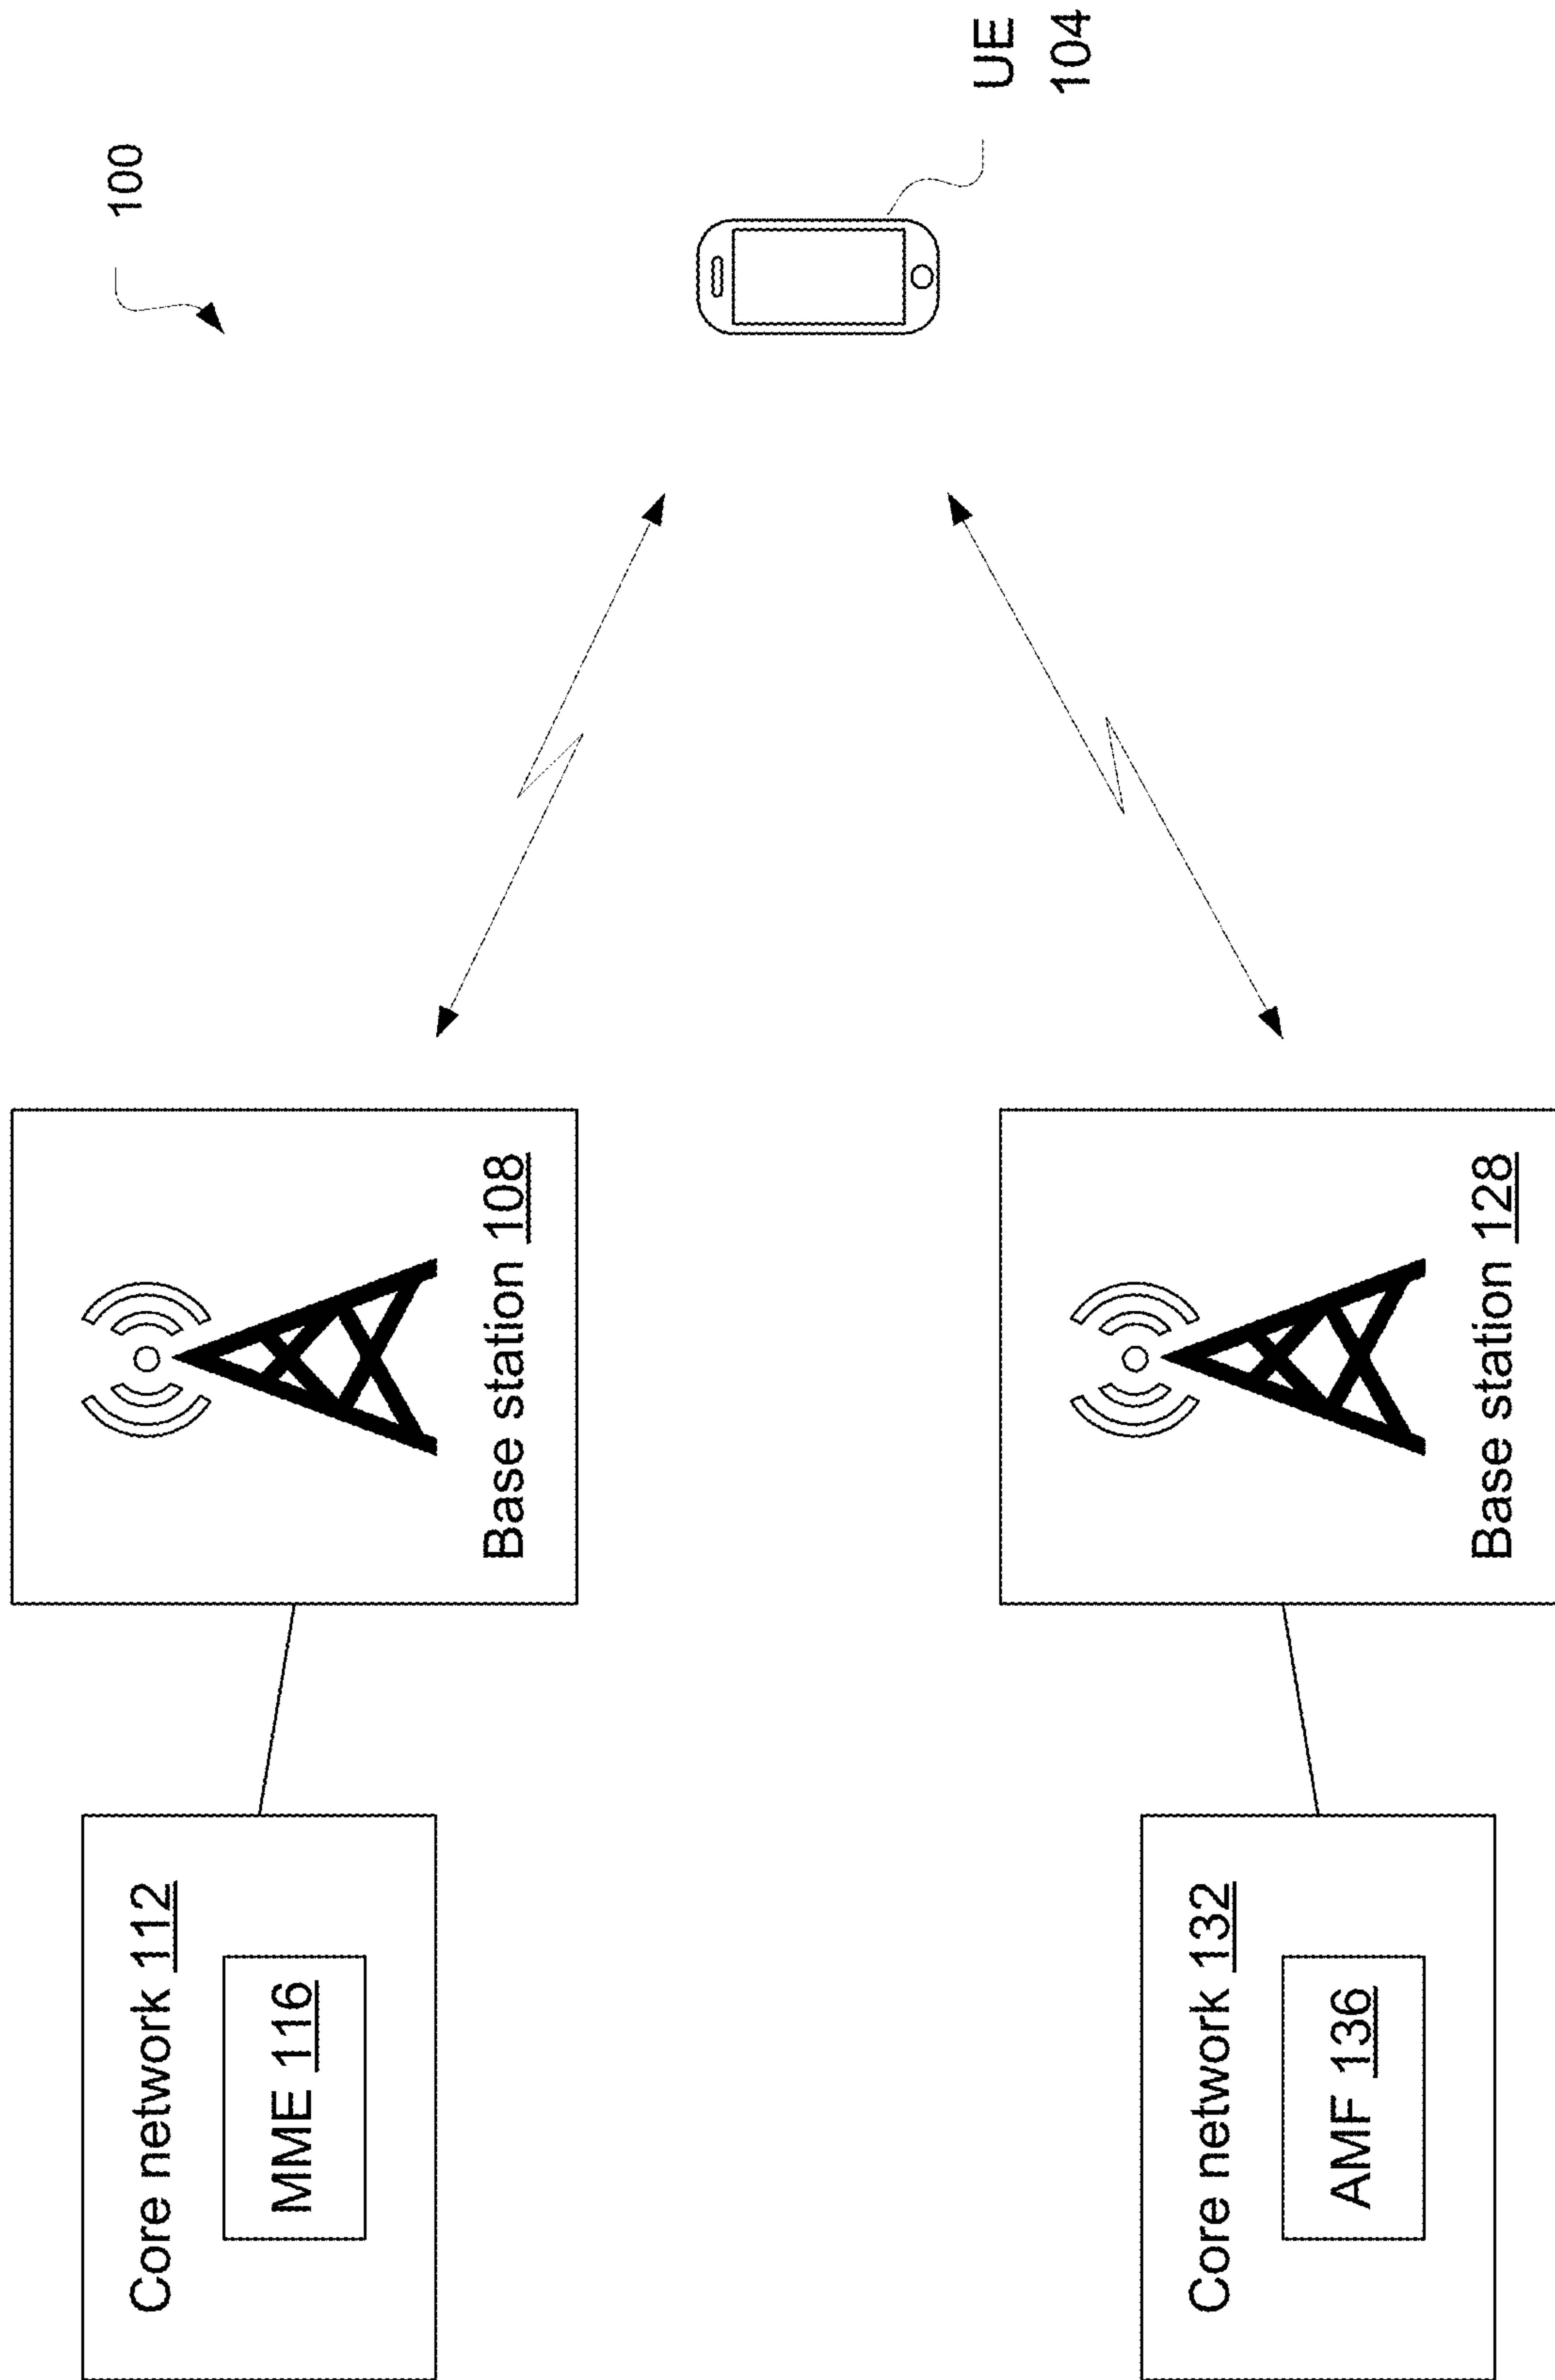 100
Core network 112
MME 116
Base station 108
UE
104
Core network 132
AMF 136
Base station 128